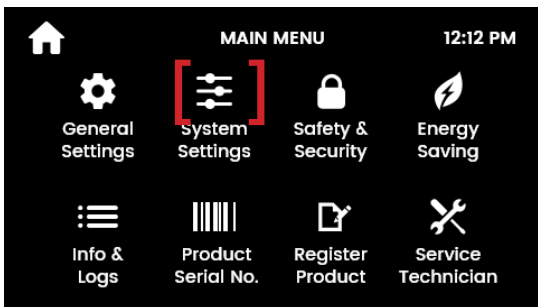 MAIN MENU 12:12 PM
General Settings
System Settings
Safety & Security
Energy Saving
Info & Logs
Product Serial No.
Register Product
Service Technician